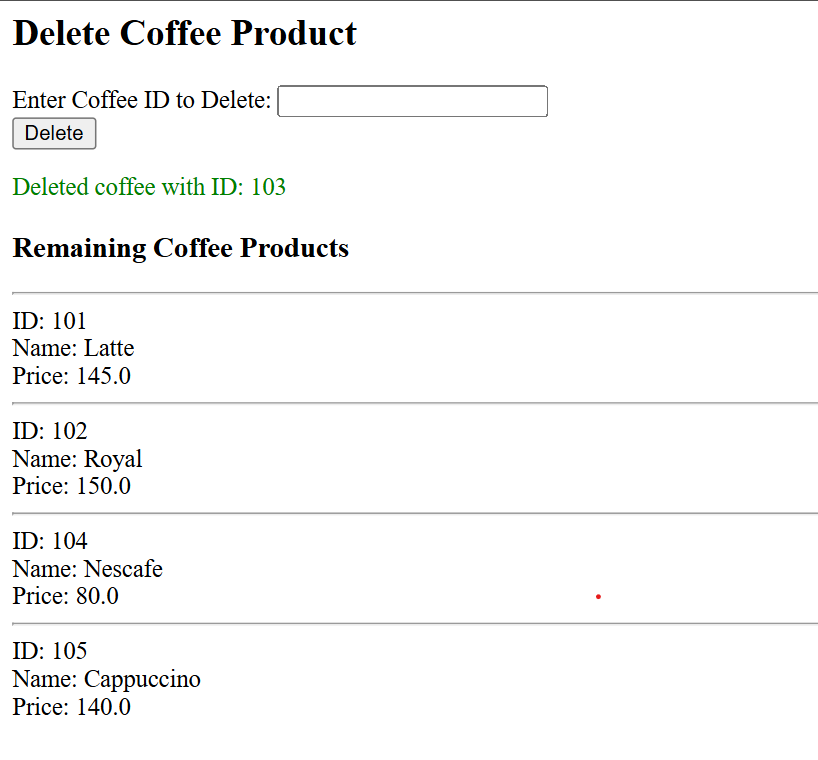 Delete Coffee Product
Enter Coffee ID to Delete:
Delete
Deleted coffee with ID: 103
Remaining Coffee Products
ID: 101
Name: Latte
Price: 145.0
ID: 102
Name: Royal
Price: 150.0
ID: 104
Name: Nescafe
Price: 80.0
ID: 105
Name: Cappuccino
Price: 140.0